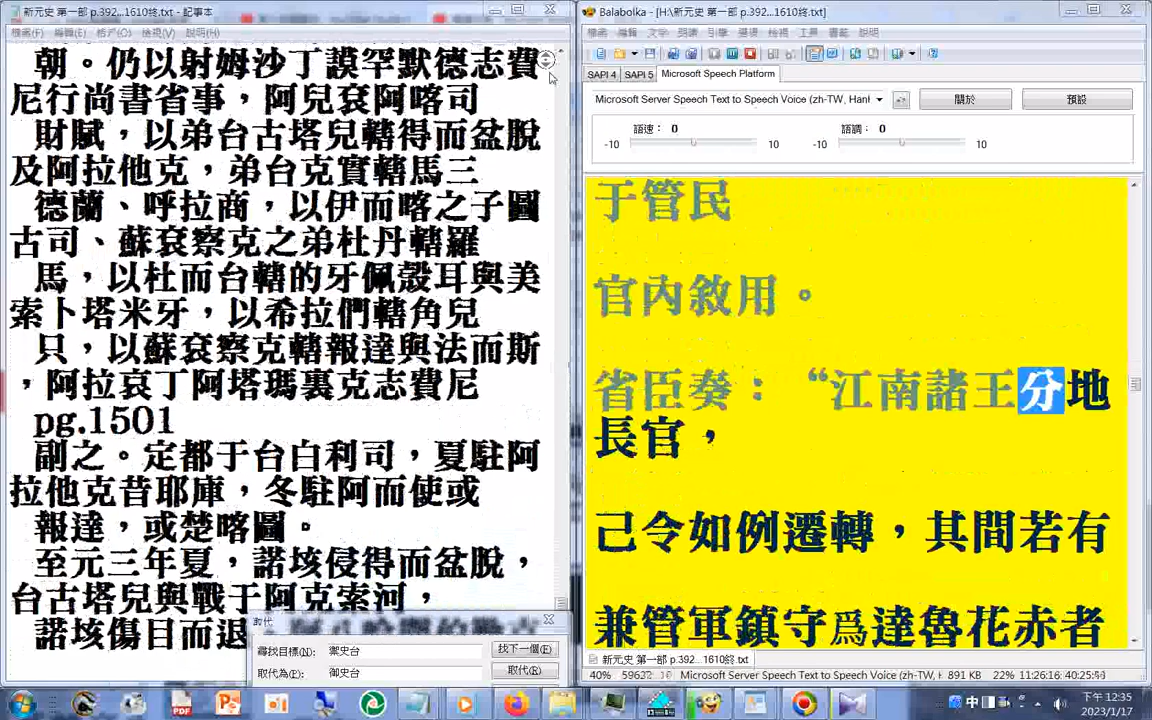 新元史 第一部 p.392...1610終.txt - 記事本
檔案(F) 編輯(E) 格式(O) 檢視(V) 說明(H)
朝。仍以射姆沙丁謨罕默德志費
尼行尚書省事，阿兒袞阿喀司
財賦，以弟台古塔兒轄得而盆脫
及阿拉他克，弟台克實轄馬三
德蘭、呼拉商，以伊而喀之子圖
古司、蘇袞察克之弟杜丹轄羅
馬，以杜而台轄的牙佩殼耳與美
索卜塔米牙，以希拉們轄角兒
只，以蘇袞察克轄報達與法而斯
，阿拉哀丁阿塔瑪裏克志費尼
pg.1501
副之。定都于台白利司，夏駐阿
拉他克昔耶庫，冬駐阿而使或
報達，或楚喀圖。
至元三年夏，諾垓侵得而盆脫，
台古塔兒與戰于阿克索河，
諾垓傷目而退
取代
尋找目標(N):
禦史台
找下一個(F)
取代為(P):
御史台
取代(R)
Balabolka - [H:\新元史 第一部 p.392...1610終.txt]
檔案 編輯 文字 朗讀 引擎 選項 檢視 工具 書籤 說明
SAPI 4 SAPI 5 Microsoft Speech Platform
Microsoft Server Speech Text to Speech Voice (zh-TW, Hanl
關於
預設
語速： 0
語調： 0
-10 10 -10 10
于管民
官內敘用。
省臣奏：“江南諸王分地
長官，
己令如例遷轉，其間若有
兼管軍鎮守爲達魯花赤者
新元史 第一部 p.392...1610終.txt
40%
Microsoft Server Speech Text to Speech Voice (zh-TW, H
891 KB
22%
中
下午 12:35
2023/1/17